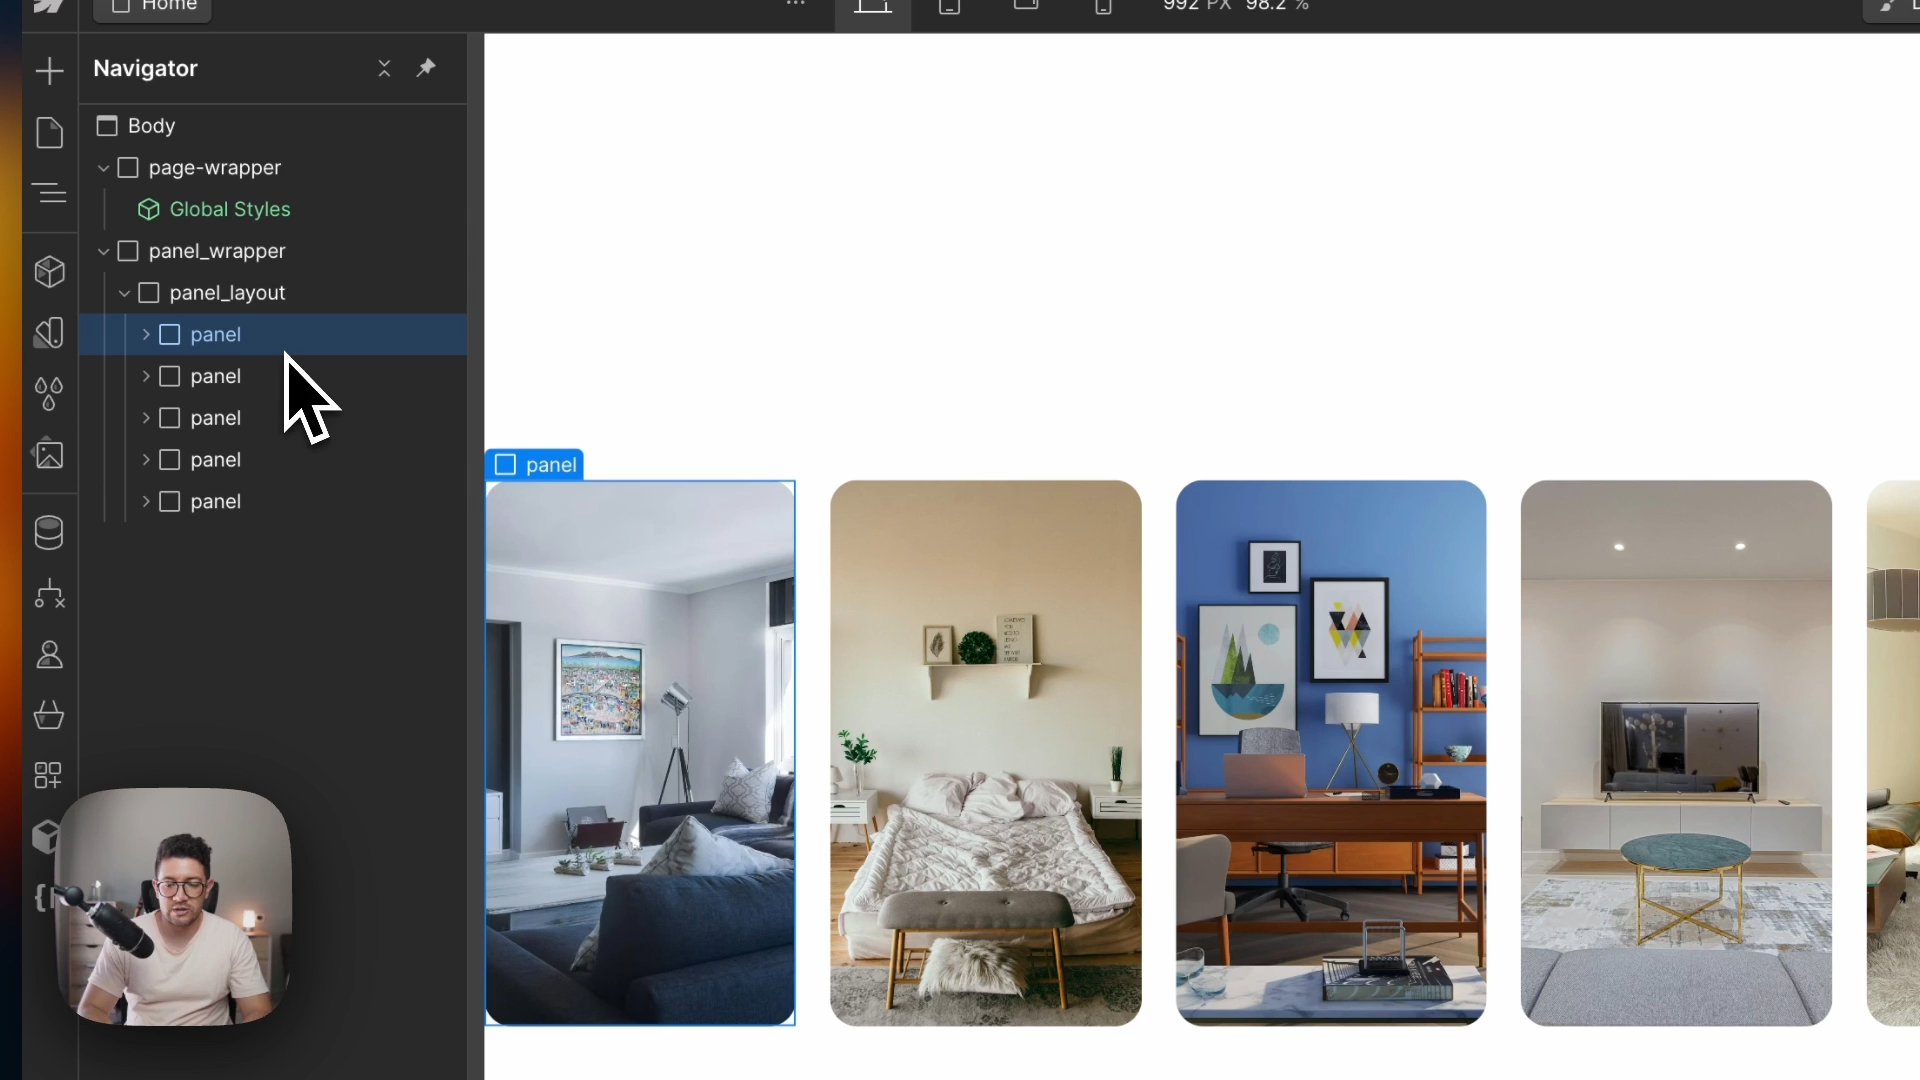 Home
992 PX 98.2 %
Navigator
Body
page-wrapper
Global Styles
panel_wrapper
panel_layout
panel
panel
panel
panel
panel
panel